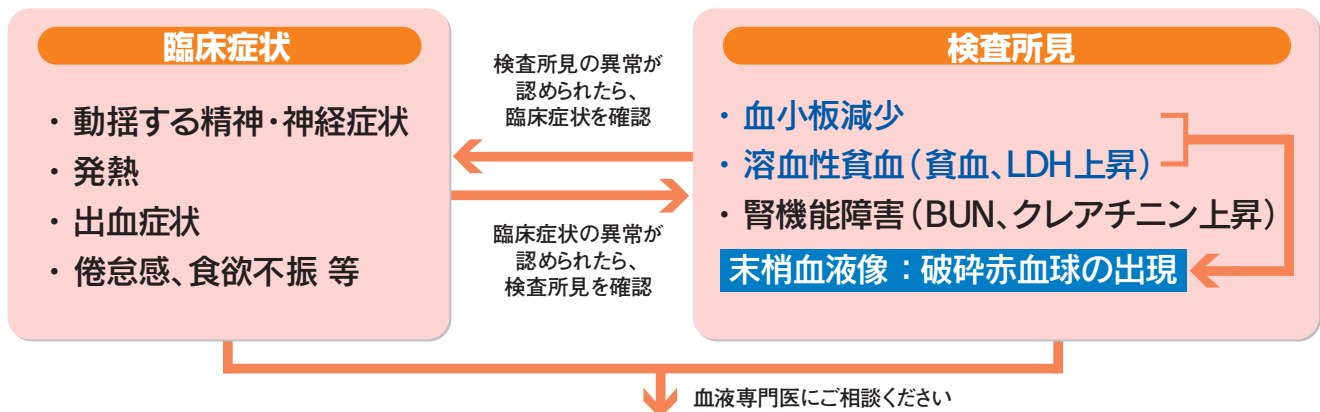 臨床症状
・動揺する精神・神経症状
・発熱
・出血症状
・倦怠感、食欲不振 等
検査所見の異常が
認められたら、
臨床症状を確認
臨床症状の異常が
認められたら、
検査所見を確認
検査所見
・血小板減少
・溶血性貧血(貧血、LDH上昇)
・腎機能障害(BUN、クレアチニン上昇)
末梢血液像：破砕赤血球の出現
血液専門医にご相談ください